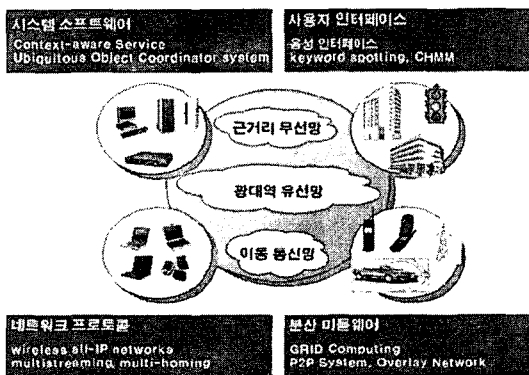 시스템 소프트웨어
Context-aware Service
Ubiquitous Object Coordinator system
사용자 인터페이스
음성 인터페이스
keyword spotting, CHMM
근거리 무선망
광대역 유선망
이동 통신망
네트워크 프로토콜
wireless all-IP networks
multistreaming, multi-homing
분산 미들웨어
GRID Computing
P2P System, Overlay Network